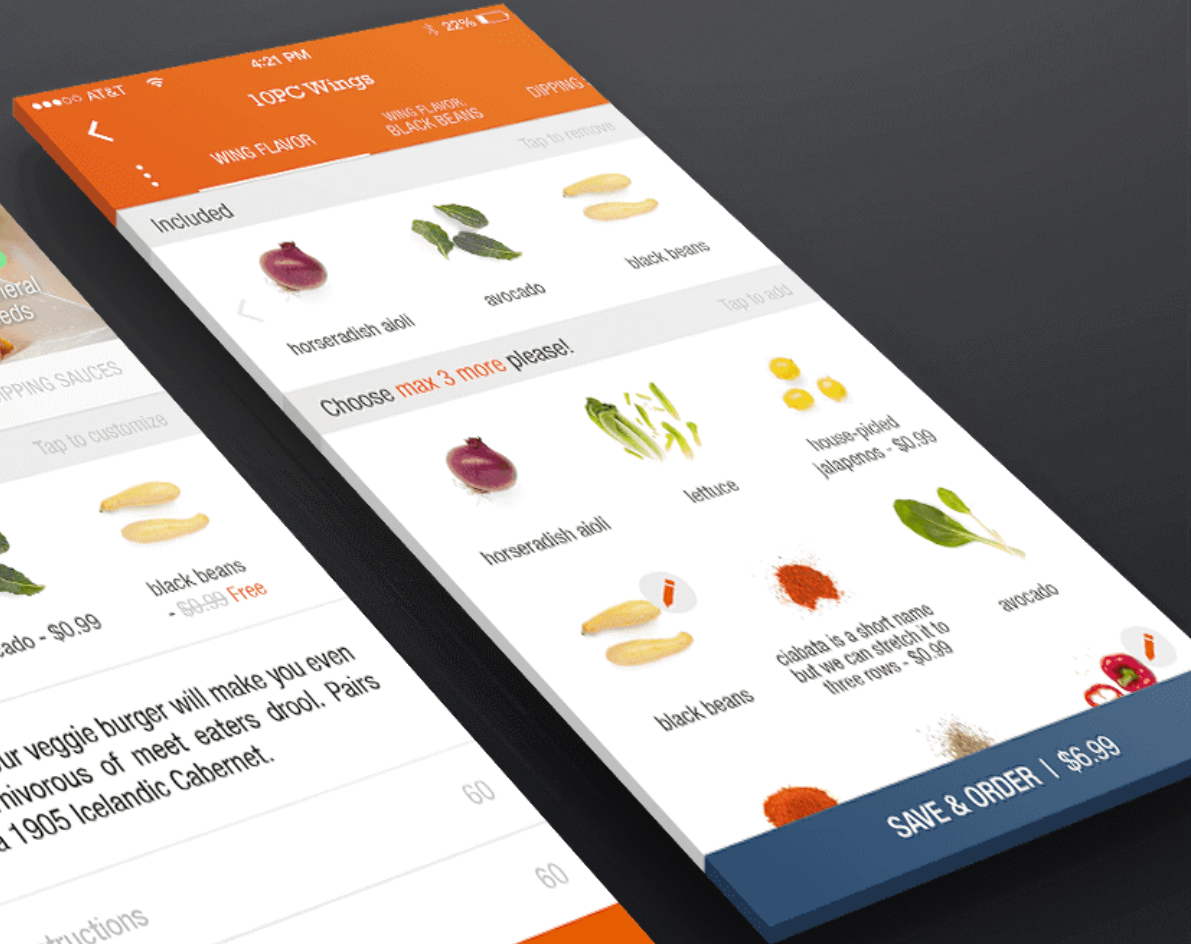 AT&T
4:21 PM
22%
10PC Wings
WING FLAVOR
WING FLAVOR:
BLACK BEANS
DIPPING
Included
Tap to remove
horseradish aioli
avocado
black beans
Choose max 3 more please!
Tap to add
horseradish aioli
lettuce
house-picled
jalapenos - $0.99
black beans
ciabata is a short name
but we can stretch it to
three rows - $0.99
avocado
SAVE & ORDER | $6.99
eds
IPPING SAUCES
Tap to customize
cado - $0.99
black beans
- $0.99 Free
ur veggie burger will make you even
nivorous of meet eaters drool. Pairs
a 1905 Icelandic Cabernet.
60
60
tructions